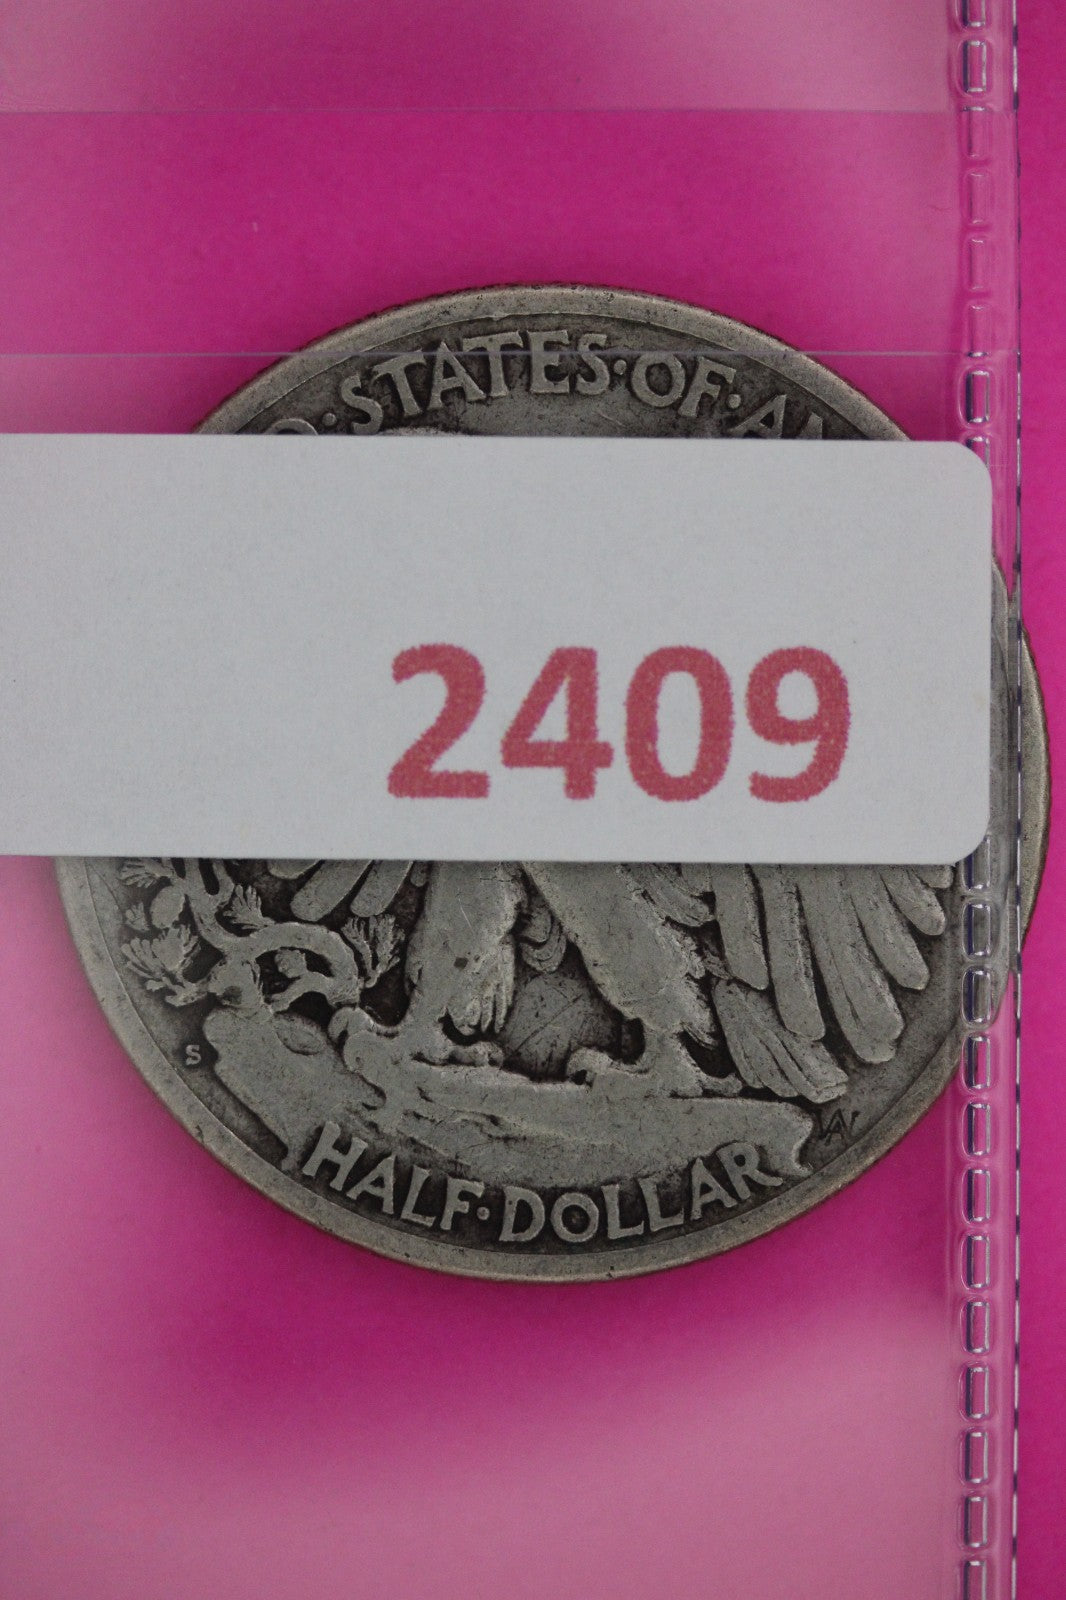 STATES·OF·
2409
S
AW
HALF·DOLLAR